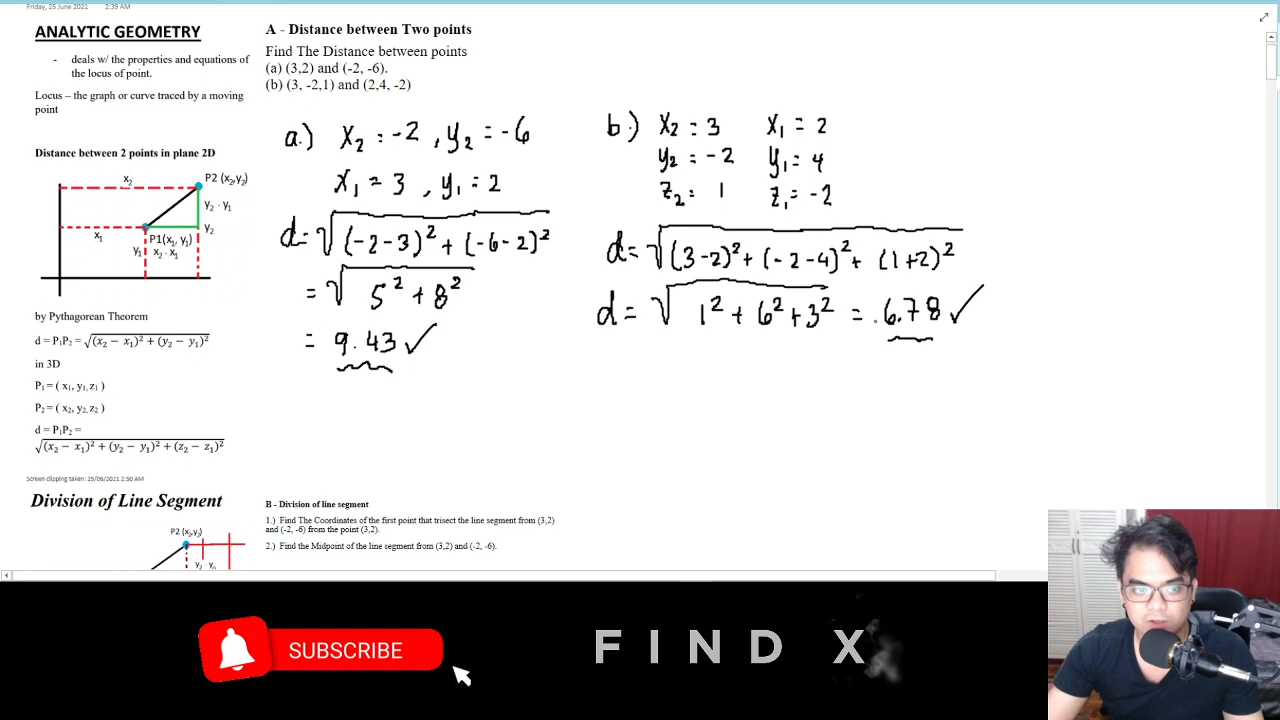 Friday, 25 June 2021 2:39 AM
ANALYTIC GEOMETRY
- deals w/ the properties and equations of
the locus of point.
Locus – the graph or curve traced by a moving
point
Distance between 2 points in plane 2D
x₂
P2 (x₂,y₂)
y₂ - y₁
y₂
x₁
y₁
P1(x₁, y₁)
x₂ - x₁
by Pythagorean Theorem
d = P₁P₂ = √(x₂ − x₁)² + (y₂ − y₁)²
in 3D
P₁ = ( x₁, y₁, z₁ )
P₂ = ( x₂, y₂, z₂ )
d = P₁P₂ =
√(x₂ − x₁)² + (y₂ − y₁)² + (z₂ − z₁)²
Screen clipping taken: 25/06/2021 2:50 AM
Division of Line Segment
P2 (x₂,y₂)
A - Distance between Two points
Find The Distance between points
(a) (3,2) and (-2, -6).
(b) (3, -2,1) and (2,4, -2)
a.) x₂ = -2 , y₂ = -6
x₁ = 3 , y₁ = 2
d = √(-2-3)² + (-6-2)²
= √5² + 8²
= 9.43 ✓
b.) x₂ = 3 x₁ = 2
y₂ = -2 y₁ = 4
z₂ = 1 z₁ = -2
d = √(3-2)² + (-2-4)² + (1+2)²
d = √1² + 6² + 3² = 6.78 ✓
B - Division of line segment
1.) Find The Coordinates of the first point that trisect the line segment from (3,2)
and (-2, -6) from the point (3,2).
2.) Find the Midpoint of the line segment from (3,2) and (-2, -6).
SUBSCRIBE
FIND X